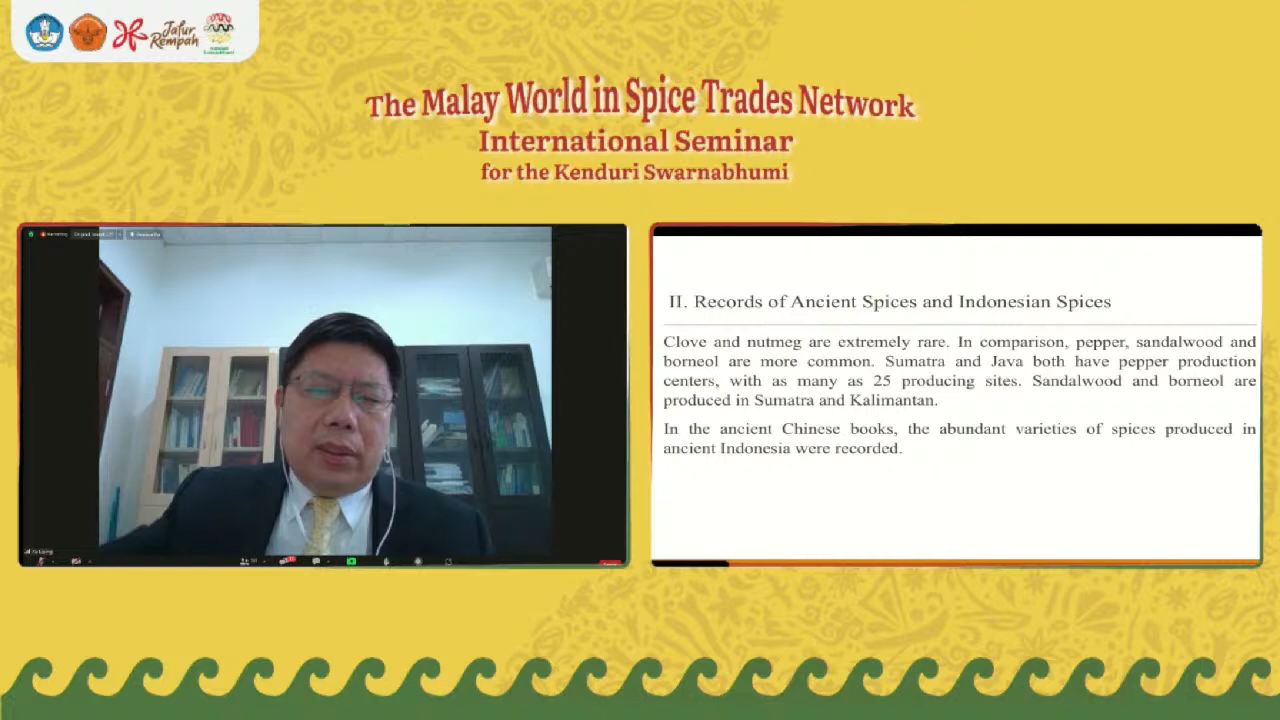 Jalur
Rempah
The Malay World in Spice Trades Network
International Seminar
for the Kenduri Swarnabhumi
II. Records of Ancient Spices and Indonesian Spices
Clove and nutmeg are extremely rare. In comparison, pepper, sandalwood and
borneol are more common. Sumatra and Java both have pepper production
centers, with as many as 25 producing sites. Sandalwood and borneol are
produced in Sumatra and Kalimantan.
In the ancient Chinese books, the abundant varieties of spices produced in
ancient Indonesia were recorded.